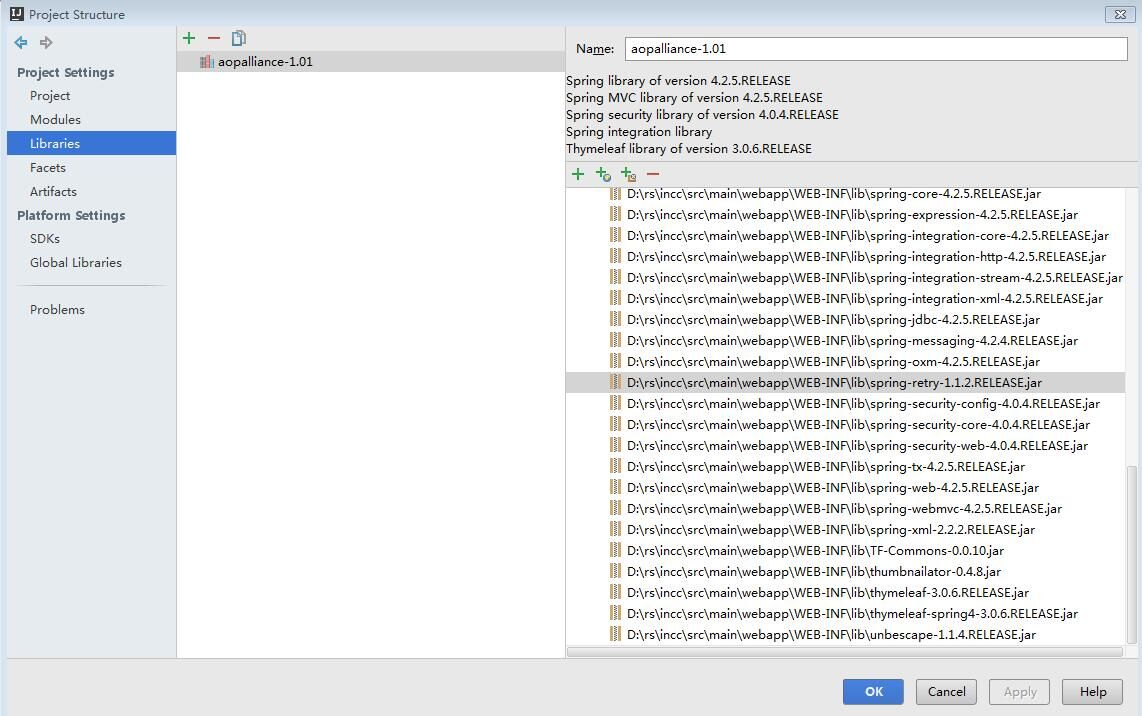 Project Structure
Project Settings
Project
Modules
Libraries
Facets
Artifacts
Platform Settings
SDKs
Global Libraries
Problems
aopalliance-1.01
Name: aopalliance-1.01
Spring library of version 4.2.5.RELEASE
Spring MVC library of version 4.2.5.RELEASE
Spring security library of version 4.0.4.RELEASE
Spring integration library
Thymeleaf library of version 3.0.6.RELEASE
D:\rs\incc\src\main\webapp\WEB-INF\lib\spring-core-4.2.5.RELEASE.jar
D:\rs\incc\src\main\webapp\WEB-INF\lib\spring-expression-4.2.5.RELEASE.jar
D:\rs\incc\src\main\webapp\WEB-INF\lib\spring-integration-core-4.2.5.RELEASE.jar
D:\rs\incc\src\main\webapp\WEB-INF\lib\spring-integration-http-4.2.5.RELEASE.jar
D:\rs\incc\src\main\webapp\WEB-INF\lib\spring-integration-stream-4.2.5.RELEASE.jar
D:\rs\incc\src\main\webapp\WEB-INF\lib\spring-integration-xml-4.2.5.RELEASE.jar
D:\rs\incc\src\main\webapp\WEB-INF\lib\spring-jdbc-4.2.5.RELEASE.jar
D:\rs\incc\src\main\webapp\WEB-INF\lib\spring-messaging-4.2.4.RELEASE.jar
D:\rs\incc\src\main\webapp\WEB-INF\lib\spring-oxm-4.2.5.RELEASE.jar
D:\rs\incc\src\main\webapp\WEB-INF\lib\spring-retry-1.1.2.RELEASE.jar
D:\rs\incc\src\main\webapp\WEB-INF\lib\spring-security-config-4.0.4.RELEASE.jar
D:\rs\incc\src\main\webapp\WEB-INF\lib\spring-security-core-4.0.4.RELEASE.jar
D:\rs\incc\src\main\webapp\WEB-INF\lib\spring-security-web-4.0.4.RELEASE.jar
D:\rs\incc\src\main\webapp\WEB-INF\lib\spring-tx-4.2.5.RELEASE.jar
D:\rs\incc\src\main\webapp\WEB-INF\lib\spring-web-4.2.5.RELEASE.jar
D:\rs\incc\src\main\webapp\WEB-INF\lib\spring-webmvc-4.2.5.RELEASE.jar
D:\rs\incc\src\main\webapp\WEB-INF\lib\spring-xml-2.2.2.RELEASE.jar
D:\rs\incc\src\main\webapp\WEB-INF\lib\TF-Commons-0.0.10.jar
D:\rs\incc\src\main\webapp\WEB-INF\lib\thumbnailator-0.4.8.jar
D:\rs\incc\src\main\webapp\WEB-INF\lib\thymeleaf-3.0.6.RELEASE.jar
D:\rs\incc\src\main\webapp\WEB-INF\lib\thymeleaf-spring4-3.0.6.RELEASE.jar
D:\rs\incc\src\main\webapp\WEB-INF\lib\unbescape-1.1.4.RELEASE.jar
OK Cancel Apply Help